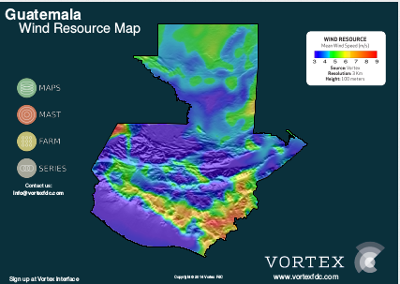 Guatemala
Wind Resource Map
WIND RESOURCE
Mean Wind Speed (m/s)
3 4 5 6 7 8 9
Source: Vortex
Resolution: 3 Km
Height: 100 meters
MAPS
MAST
FARM
SERIES
Contact us:
info@vortexfdc.com
VORTEX
Sign up at Vortex Interface
Vortex FDC
www.vortexfdc.com